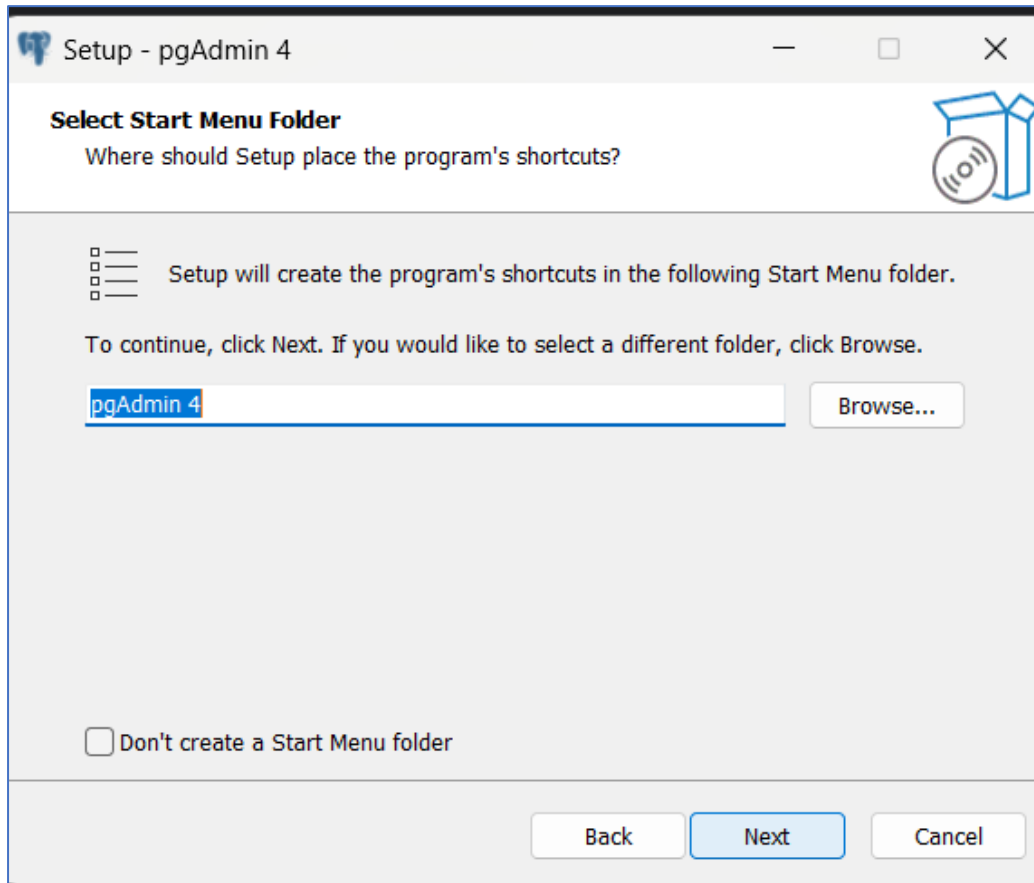 Setup - pgAdmin 4
Select Start Menu Folder
Where should Setup place the program's shortcuts?
Setup will create the program's shortcuts in the following Start Menu folder.
To continue, click Next. If you would like to select a different folder, click Browse.
pgAdmin 4
Browse...
Don't create a Start Menu folder
Back
Next
Cancel